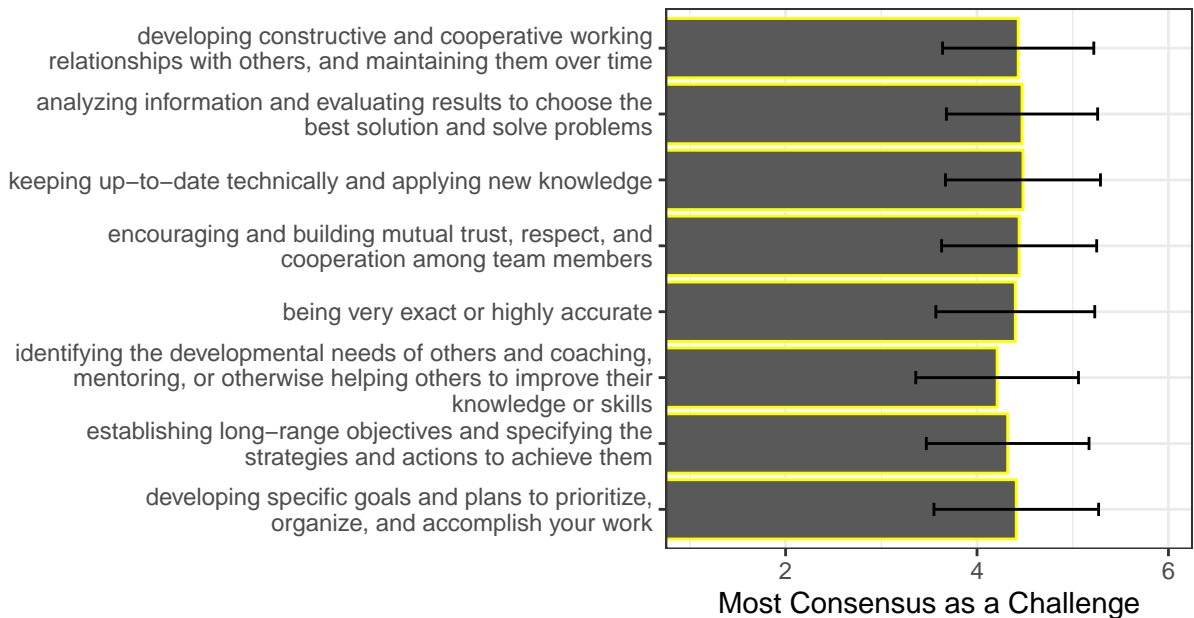 developing constructive and cooperative working
relationships with others, and maintaining them over time
analyzing information and evaluating results to choose the
best solution and solve problems
keeping up−to−date technically and applying new knowledge
encouraging and building mutual trust, respect, and
cooperation among team members
being very exact or highly accurate
identifying the developmental needs of others and coaching,
mentoring, or otherwise helping others to improve their
knowledge or skills
establishing long−range objectives and specifying the
strategies and actions to achieve them
developing specific goals and plans to prioritize,
organize, and accomplish your work
2 4 6
Most Consensus as a Challenge